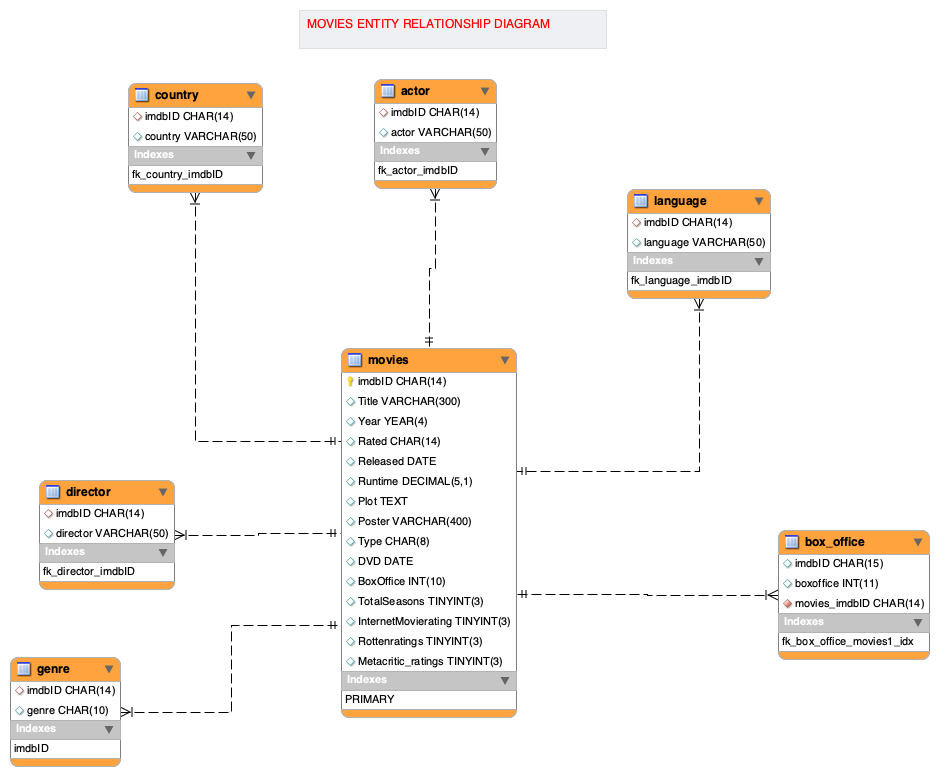 MOVIES ENTITY RELATIONSHIP DIAGRAM
country
imdbID CHAR(14)
country VARCHAR(50)
Indexes
fk_country_imdbID
actor
imdbID CHAR(14)
actor VARCHAR(50)
Indexes
fk_actor_imdbID
language
imdbID CHAR(14)
language VARCHAR(50)
Indexes
fk_language_imdbID
movies
imdbID CHAR(14)
Title VARCHAR(300)
Year YEAR(4)
Rated CHAR(14)
Released DATE
Runtime DECIMAL(5,1)
Plot TEXT
Poster VARCHAR(400)
Type CHAR(8)
DVD DATE
BoxOffice INT(10)
TotalSeasons TINYINT(3)
InternetMovierating TINYINT(3)
Rottenratings TINYINT(3)
Metacritic_ratings TINYINT(3)
Indexes
PRIMARY
director
imdbID CHAR(14)
director VARCHAR(50)
Indexes
fk_director_imdbID
box_office
imdbID CHAR(15)
boxoffice INT(11)
movies_imdbID CHAR(14)
Indexes
fk_box_office_movies1_idx
genre
imdbID CHAR(14)
genre CHAR(10)
Indexes
imdbID